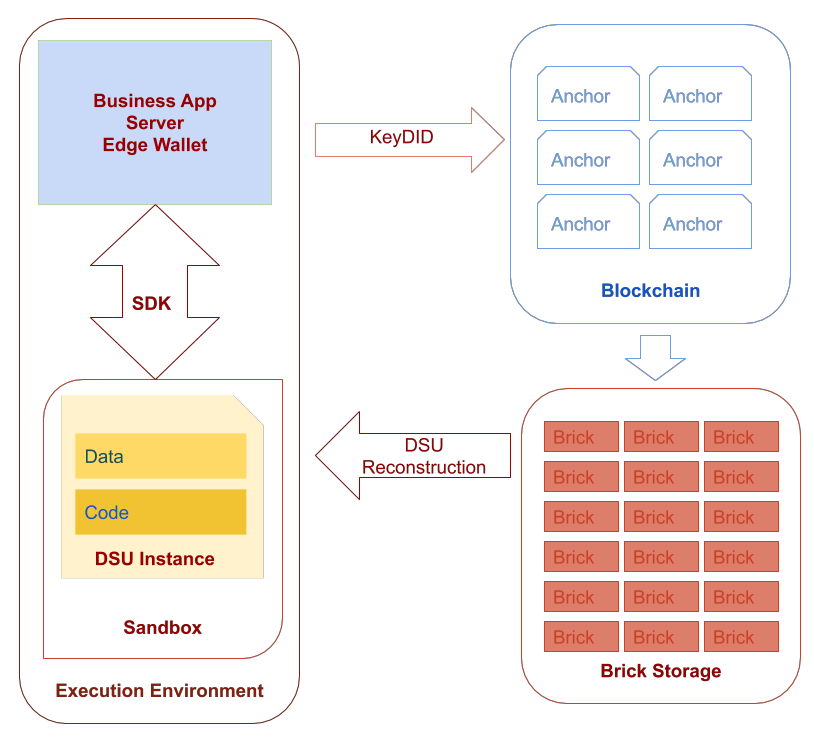 Business App
Server
Edge Wallet
SDK
Data
Code
DSU Instance
Sandbox
Execution Environment
KeyDID
Anchor Anchor
Anchor Anchor
Anchor Anchor
Blockchain
DSU
Reconstruction
Brick Brick Brick
Brick Brick Brick
Brick Brick Brick
Brick Brick Brick
Brick Brick Brick
Brick Brick Brick
Brick Storage